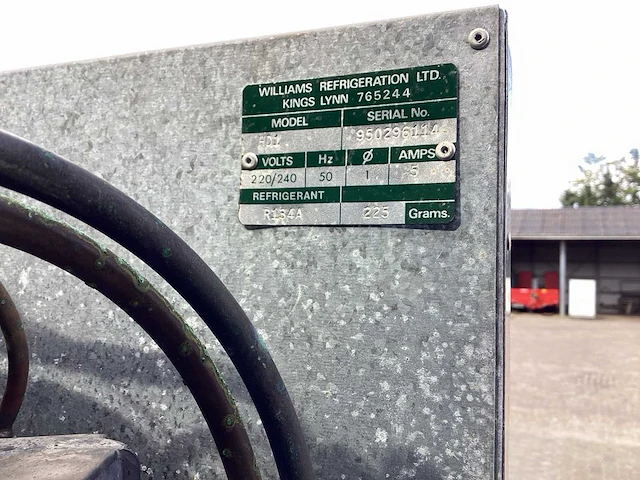 WILLIAMS REFRIGERATION LTD.
KINGS LYNN 765244
MODEL SERIAL No.
950296114
VOLTS Hz Ø AMPS
220/240 50 1 5
REFRIGERANT
R134A 225 Grams.